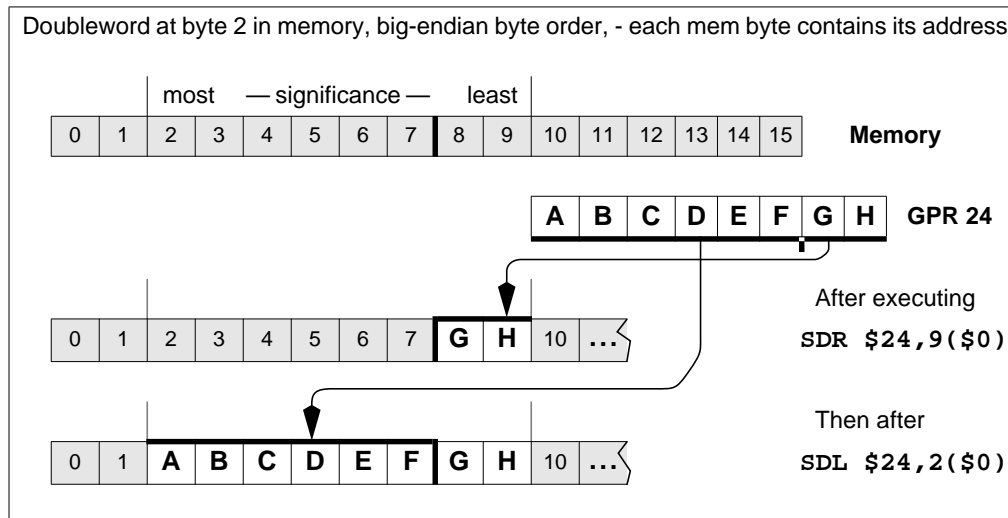 Doubleword at byte 2 in memory, big-endian byte order, - each mem byte contains its address
most — significance — least
0 1 2 3 4 5 6 7 8 9 10 11 12 13 14 15 Memory
A B C D E F G H GPR 24
After executing
0 1 2 3 4 5 6 7 G H 10 ... SDR $24,9($0)
Then after
0 1 A B C D E F G H 10 ... SDL $24,2($0)